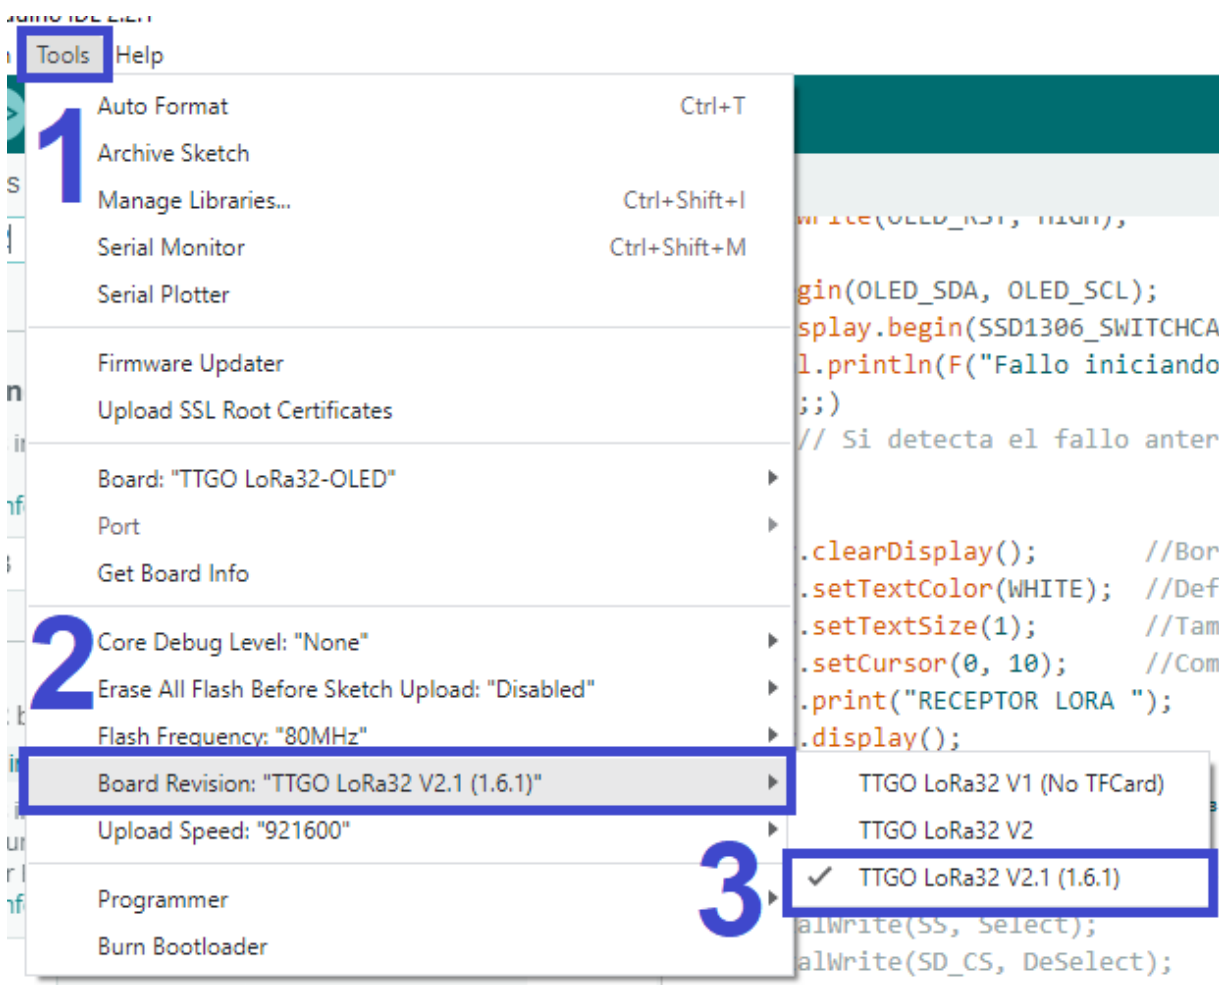 Tools Help
1
Auto Format Ctrl+T
Archive Sketch
Manage Libraries... Ctrl+Shift+I
Serial Monitor Ctrl+Shift+M
Serial Plotter
Firmware Updater
Upload SSL Root Certificates
Board: "TTGO LoRa32-OLED"
Port
Get Board Info
2
Core Debug Level: "None"
Erase All Flash Before Sketch Upload: "Disabled"
Flash Frequency: "80MHz"
Board Revision: "TTGO LoRa32 V2.1 (1.6.1)"
Upload Speed: "921600"
Programmer
Burn Bootloader
3
TTGO LoRa32 V1 (No TFCard)
TTGO LoRa32 V2
TTGO LoRa32 V2.1 (1.6.1)
gin(OLED_SDA, OLED_SCL);
splay.begin(SSD1306_SWITCHCA
l.println(F("Fallo iniciando
;;)
// Si detecta el fallo anter
.clearDisplay(); //Bor
.setTextColor(WHITE); //Def
.setTextSize(1); //Tam
.setCursor(0, 10); //Com
.print("RECEPTOR LORA ");
.display();
alWrite(SS, Select);
alWrite(SD_CS, DeSelect);